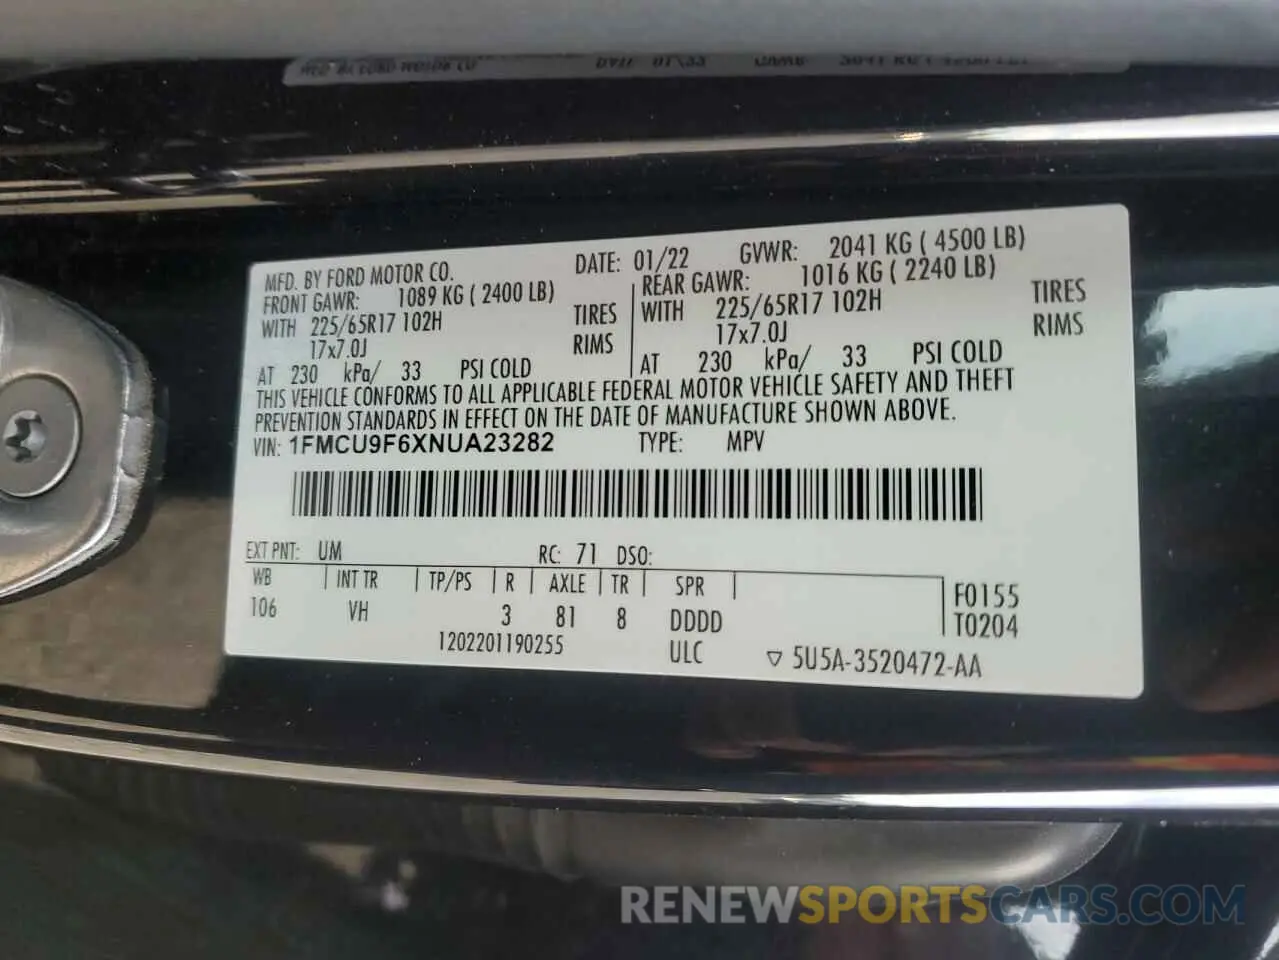 MFD. BY FORD MOTOR CO. DATE: 01/22 GVWR: 2041 KG ( 4500 LB)
FRONT GAWR: 1089 KG ( 2400 LB) REAR GAWR: 1016 KG ( 2240 LB)
WITH 225/65R17 102H TIRES WITH 225/65R17 102H TIRES
17x7.0J RIMS 17x7.0J RIMS
AT 230 kPa/ 33 PSI COLD AT 230 kPa/ 33 PSI COLD
THIS VEHICLE CONFORMS TO ALL APPLICABLE FEDERAL MOTOR VEHICLE SAFETY AND THEFT
PREVENTION STANDARDS IN EFFECT ON THE DATE OF MANUFACTURE SHOWN ABOVE.
VIN: 1FMCU9F6XNUA23282 TYPE: MPV
EXT PNT: UM RC: 71 DSO:
WB INT TR TP/PS R AXLE TR SPR F0155
106 VH 3 81 8 DDDD T0204
1202201190255 ULC ▽ 5U5A-3520472-AA
RENEWSPORTSCARS.COM